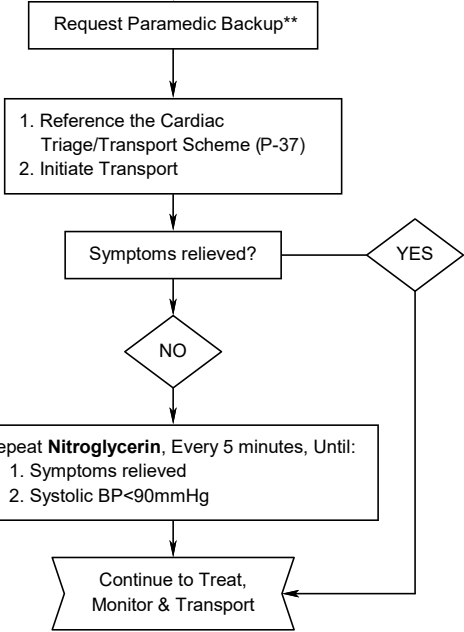 Request Paramedic Backup**
1. Reference the Cardiac
Triage/Transport Scheme (P-37)
2. Initiate Transport
Symptoms relieved?
YES
NO
epeat Nitroglycerin, Every 5 minutes, Until:
1. Symptoms relieved
2. Systolic BP<90mmHg
Continue to Treat,
Monitor & Transport